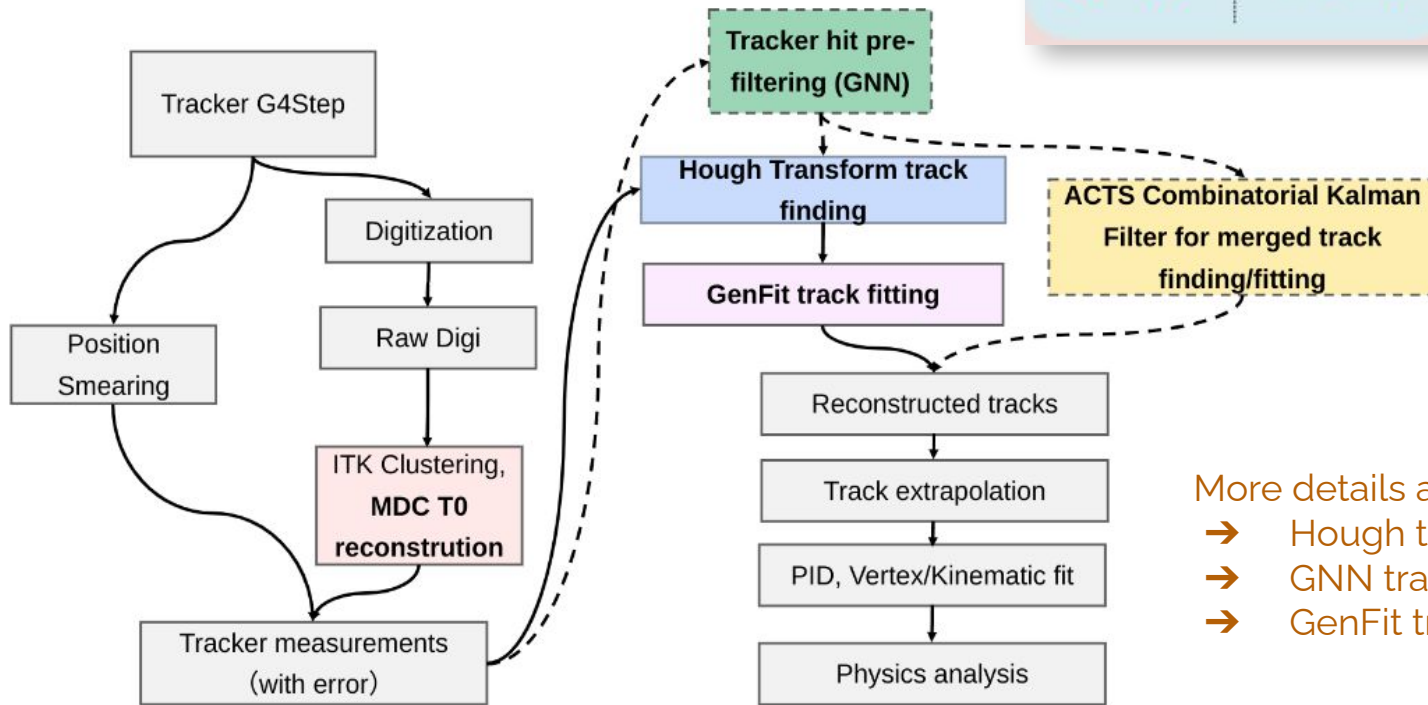 Tracker G4Step
Digitization
Raw Digi
Position
Smearing
ITK Clustering,
MDC T0
reconstrution
Tracker measurements
（with error）
Tracker hit pre-
filtering (GNN)
Hough Transform track
finding
GenFit track fitting
ACTS Combinatorial Kalman
Filter for merged track
finding/fitting
Reconstructed tracks
Track extrapolation
PID, Vertex/Kinematic fit
Physics analysis
More details
➔ Hough
➔ GNN
➔ GenFit